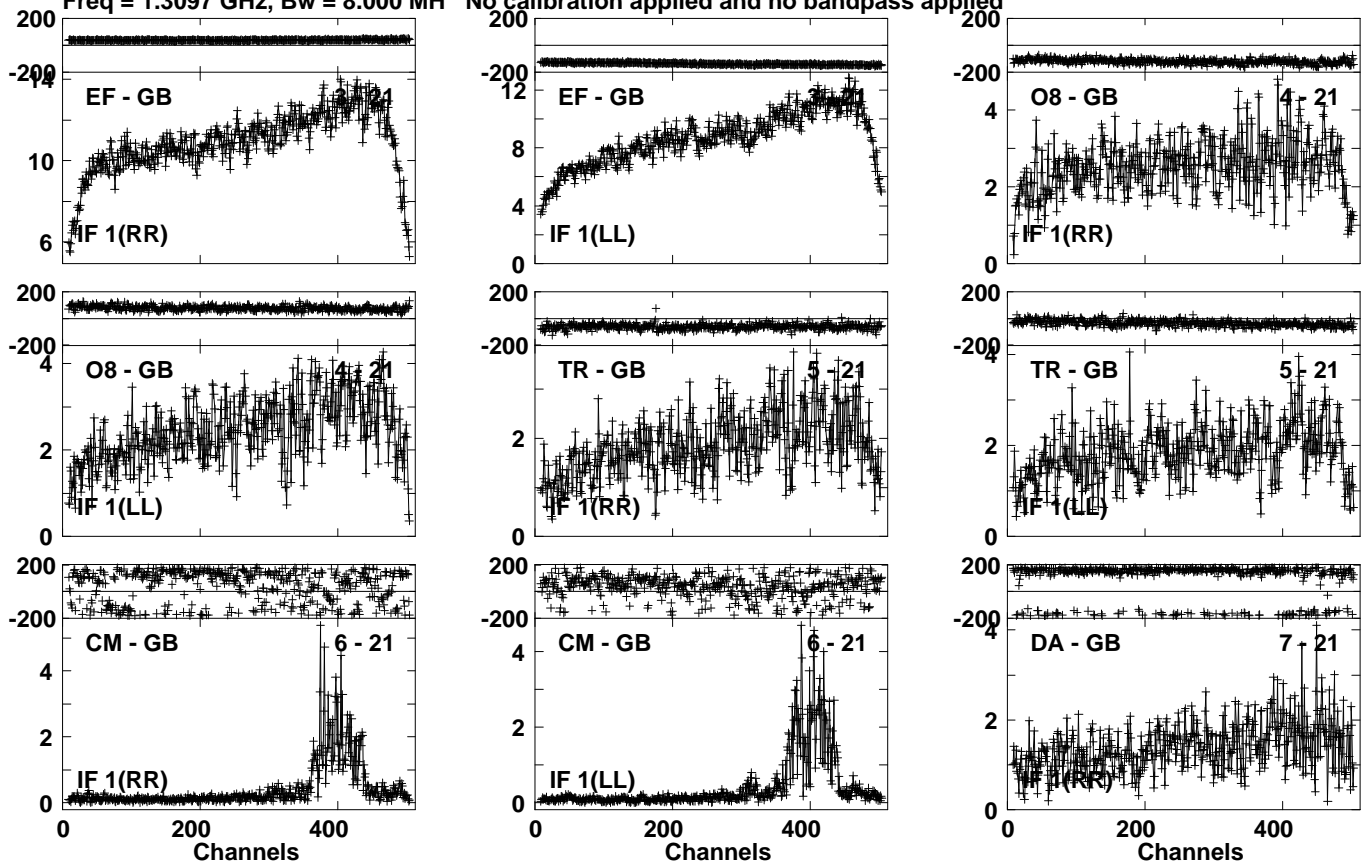 Freq = 1.3097 GHz, Bw = 8.000 MH No calibration applied and no bandpass applied
200 200 200
-200 -200 -200
14 12 4
EF - GB 3 - 21 EF - GB 3 - 21 O8 - GB 4 - 21
10 8 2
6 4 0
IF 1(RR) IF 1(LL) IF 1(RR)
0
200 200 200
-200 -200 -200
4 2 4
O8 - GB 4 - 21 TR - GB 5 - 21 TR - GB 5 - 21
2 0 2
IF 1(LL) IF 1(RR) IF 1(LL)
0 0
200 200 200
-200 -200 -200
4 4 4
CM - GB 6 - 21 CM - GB 6 - 21 DA - GB 7 - 21
2 2 2
IF 1(RR) IF 1(LL) IF 1(RR)
0 0 0
0 200 400 0 200 400 0 200 400
Channels Channels Channels